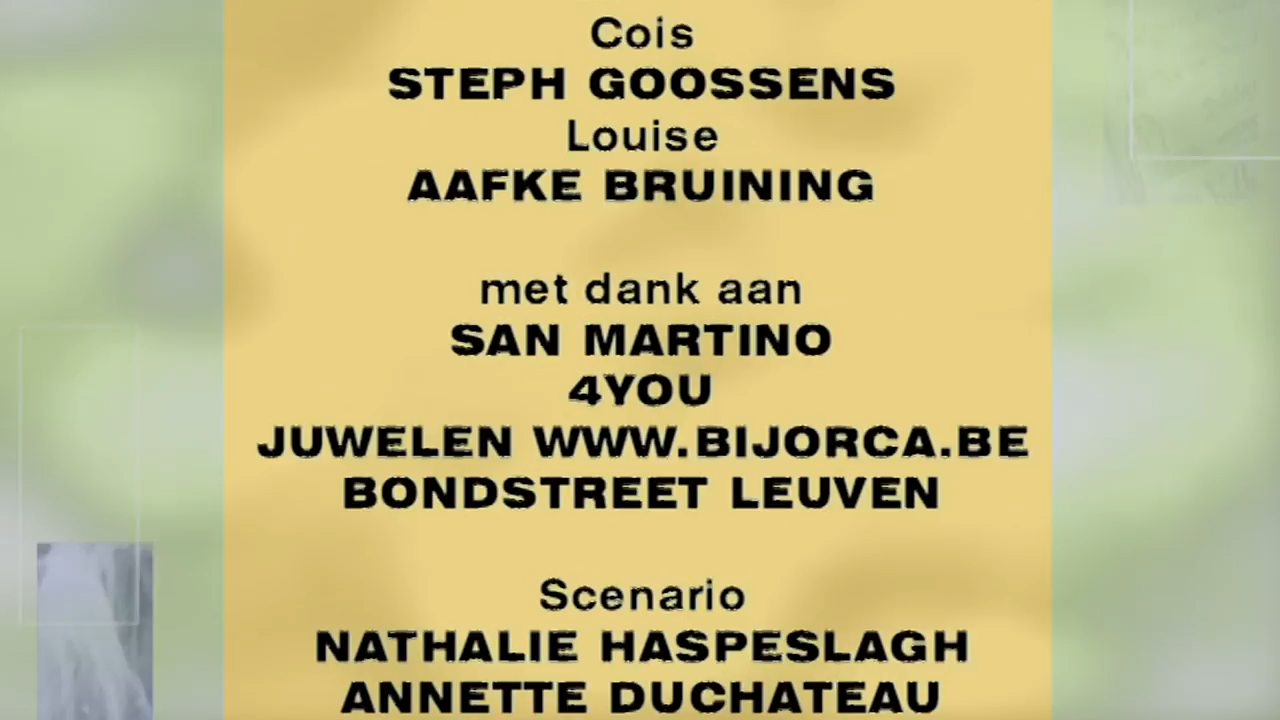 Cois
STEPH GOOSSENS
Louise
AAFKE BRUINING
met dank aan
SAN MARTINO
4YOU
JUWELEN WWW.BIJORCA.BE
BONDSTREET LEUVEN
Scenario
NATHALIE HASPESLAGH
ANNETTE DUCHATEAU